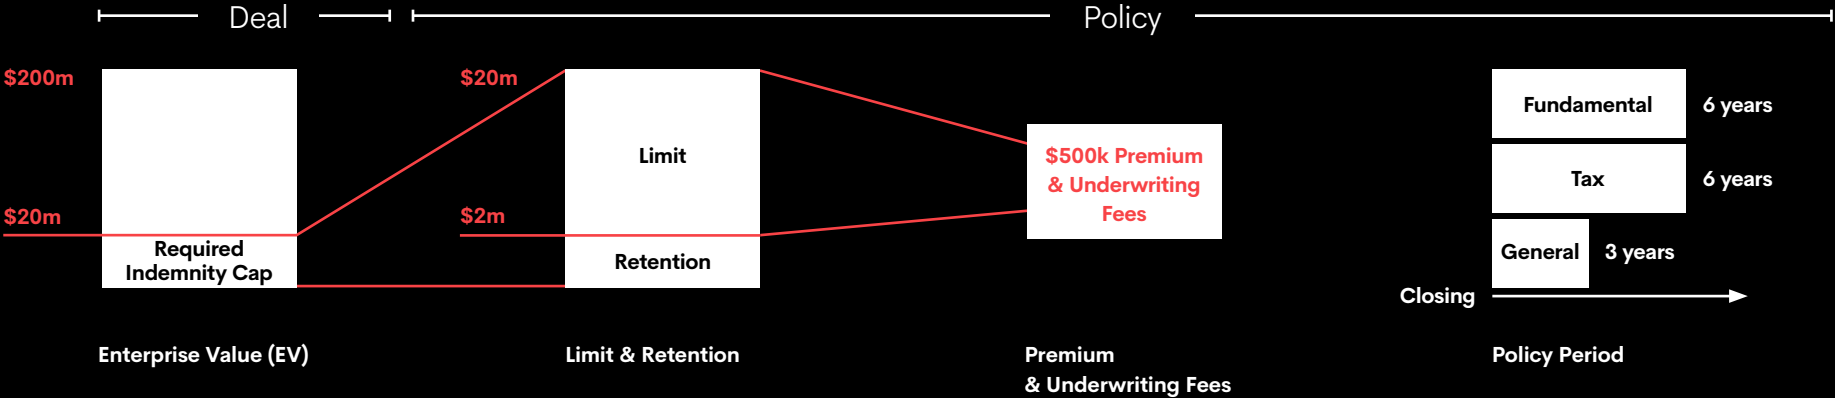 Deal
Policy
$200m
$20m
Required
Indemnity Cap
Enterprise Value (EV)
$20m
$2m
Limit
Retention
Limit & Retention
$500k Premium
& Underwriting
Fees
Premium
& Underwriting Fees
Fundamental
6 years
Tax
6 years
General
3 years
Closing
Policy Period